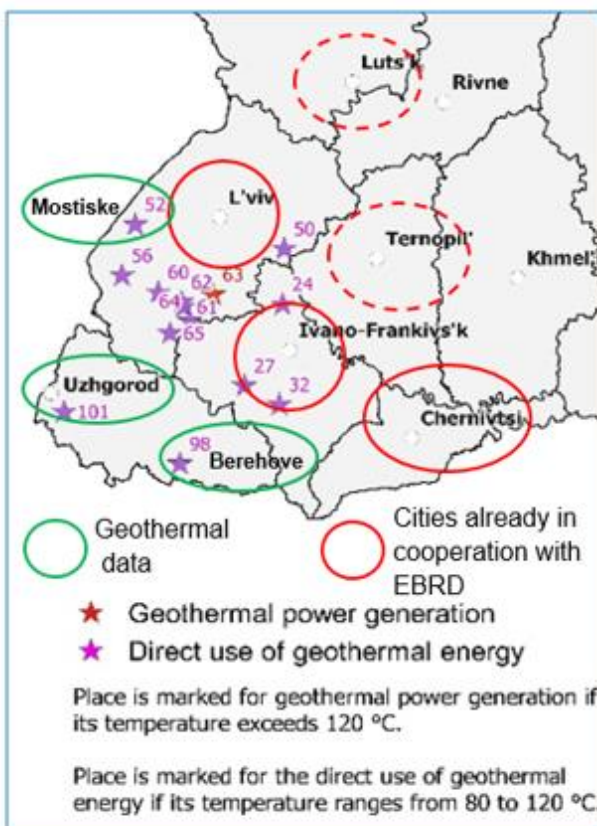 Luts'k
Rivne
Mostiske
52
L'viv
50
Ternopil'
Khmel'
56
60
62
63
24
64
61
65
Ivano-Frankivs'k
27
32
Uzhgorod
101
98
Berehove
Chernivtsi
Geothermal
data
Cities already in
cooperation with
EBRD
Geothermal power generation
Direct use of geothermal energy
Place is marked for geothermal power generation if
its temperature exceeds 120 °C.
Place is marked for the direct use of geothermal
energy if its temperature ranges from 80 to 120 °C